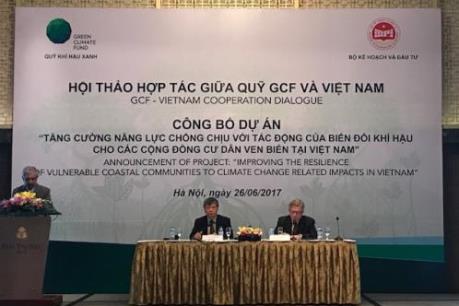 GREEN
CLIMATE
FUND
QUỸ KHÍ HẬU XANH
MPI
BỘ KẾ HOẠCH VÀ ĐẦU TƯ
HỘI THẢO HỢP TÁC GIỮA QUỸ GCF VÀ VIỆT NAM
GCF - VIETNAM COOPERATION DIALOGUE
CÔNG BỐ DỰ ÁN
“TĂNG CƯỜNG NĂNG LỰC CHỐNG CHỊU VỚI TÁC ĐỘNG CỦA BIẾN ĐỔI KHÍ HẬU
CHO CÁC CỘNG ĐỒNG CƯ DÂN VEN BIỂN TẠI VIỆT NAM”
ANNOUNCEMENT OF PROJECT: “IMPROVING THE RESILIENCE
OF VULNERABLE COASTAL COMMUNITIES TO CLIMATE CHANGE RELATED IMPACTS IN VIETNAM”
Hà Nội, ngày 26/06/2017